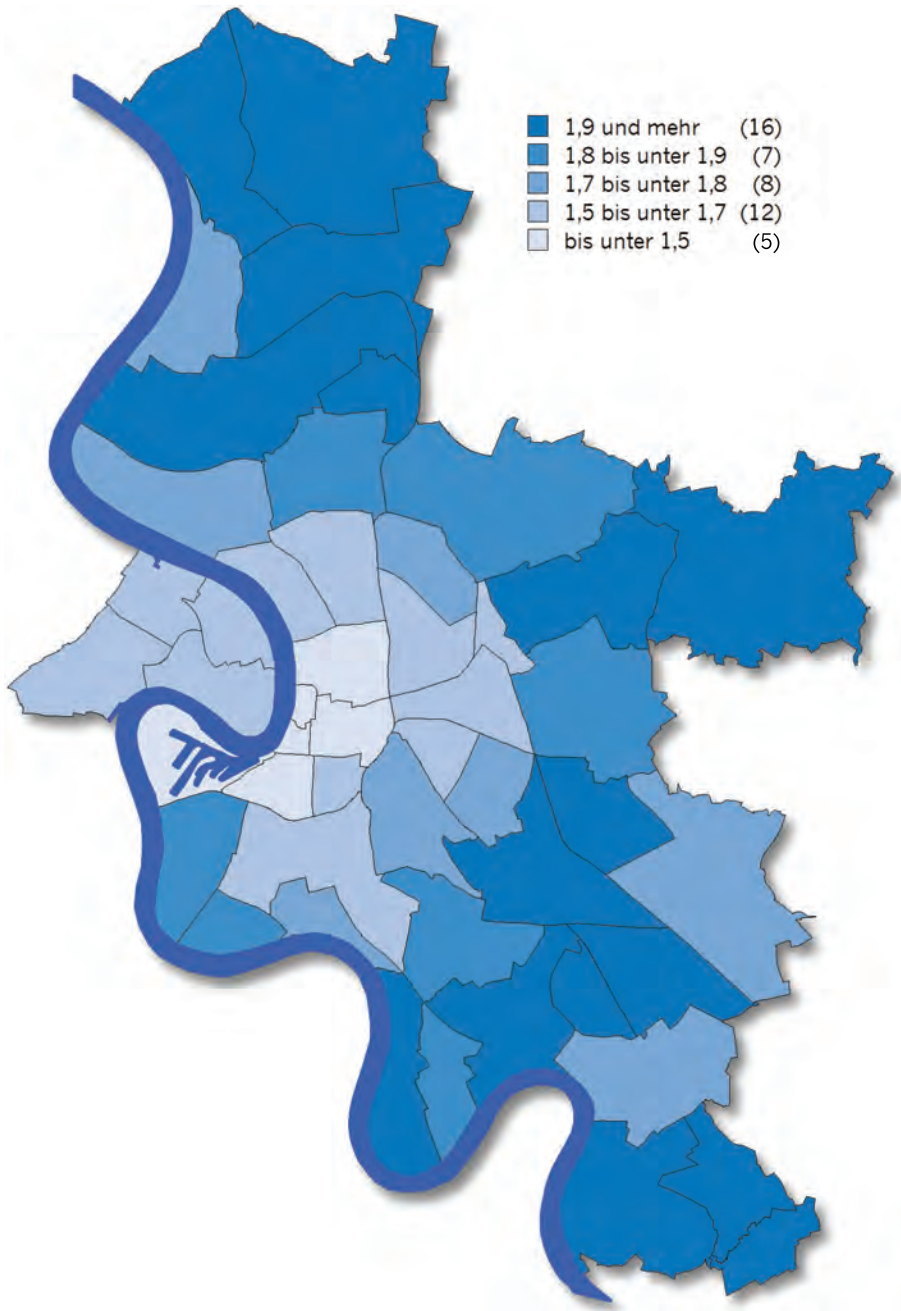 1,9 und mehr (16)
1,8 bis unter 1,9 (7)
1,7 bis unter 1,8 (8)
1,5 bis unter 1,7 (12)
bis unter 1,5 (5)